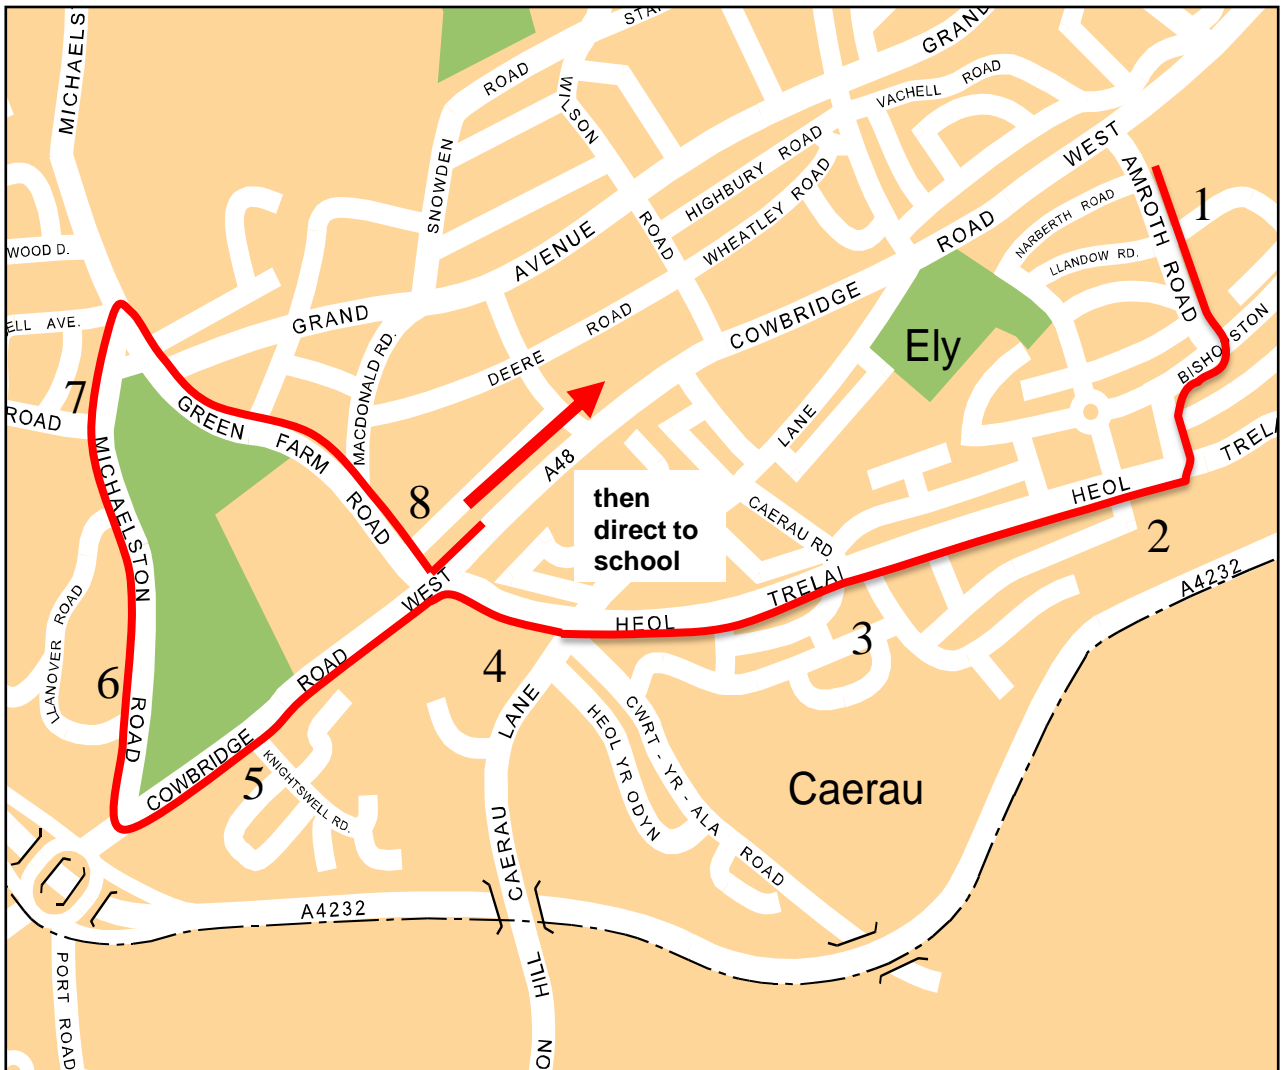 MICHAELS
STA
ROAD
GRAND
VACHELL ROAD
WILSON
ROAD
SNOWDEN
HIGHBURY ROAD
WHEATLEY ROAD
WEST
AMROTH ROAD
1
NARBERTH ROAD
LLANDOW RD.
WOOD D.
AVENUE
ROAD
GRAND
ELL AVE.
COWBRIDGE
DEERE ROAD
MACDONALD RD.
Ely
BISHO STON
7
ROAD
GREEN FARM ROAD
LANE
TREL
A48
8
then
direct to
school
CAERAU RD
HEOL
2
MICHAELSTON
ROAD
WEST
TRELAI
HEOL
A4232
LLANOVER ROAD
6
ROAD
4
3
LANE
HEOL YR ODYN
CWRT - YR - ALA
ROAD
COWBRIDGE
5
KNIGHTSWELL RD.
Caerau
CAERAU
A4232
HILL
PORT ROAD
NO